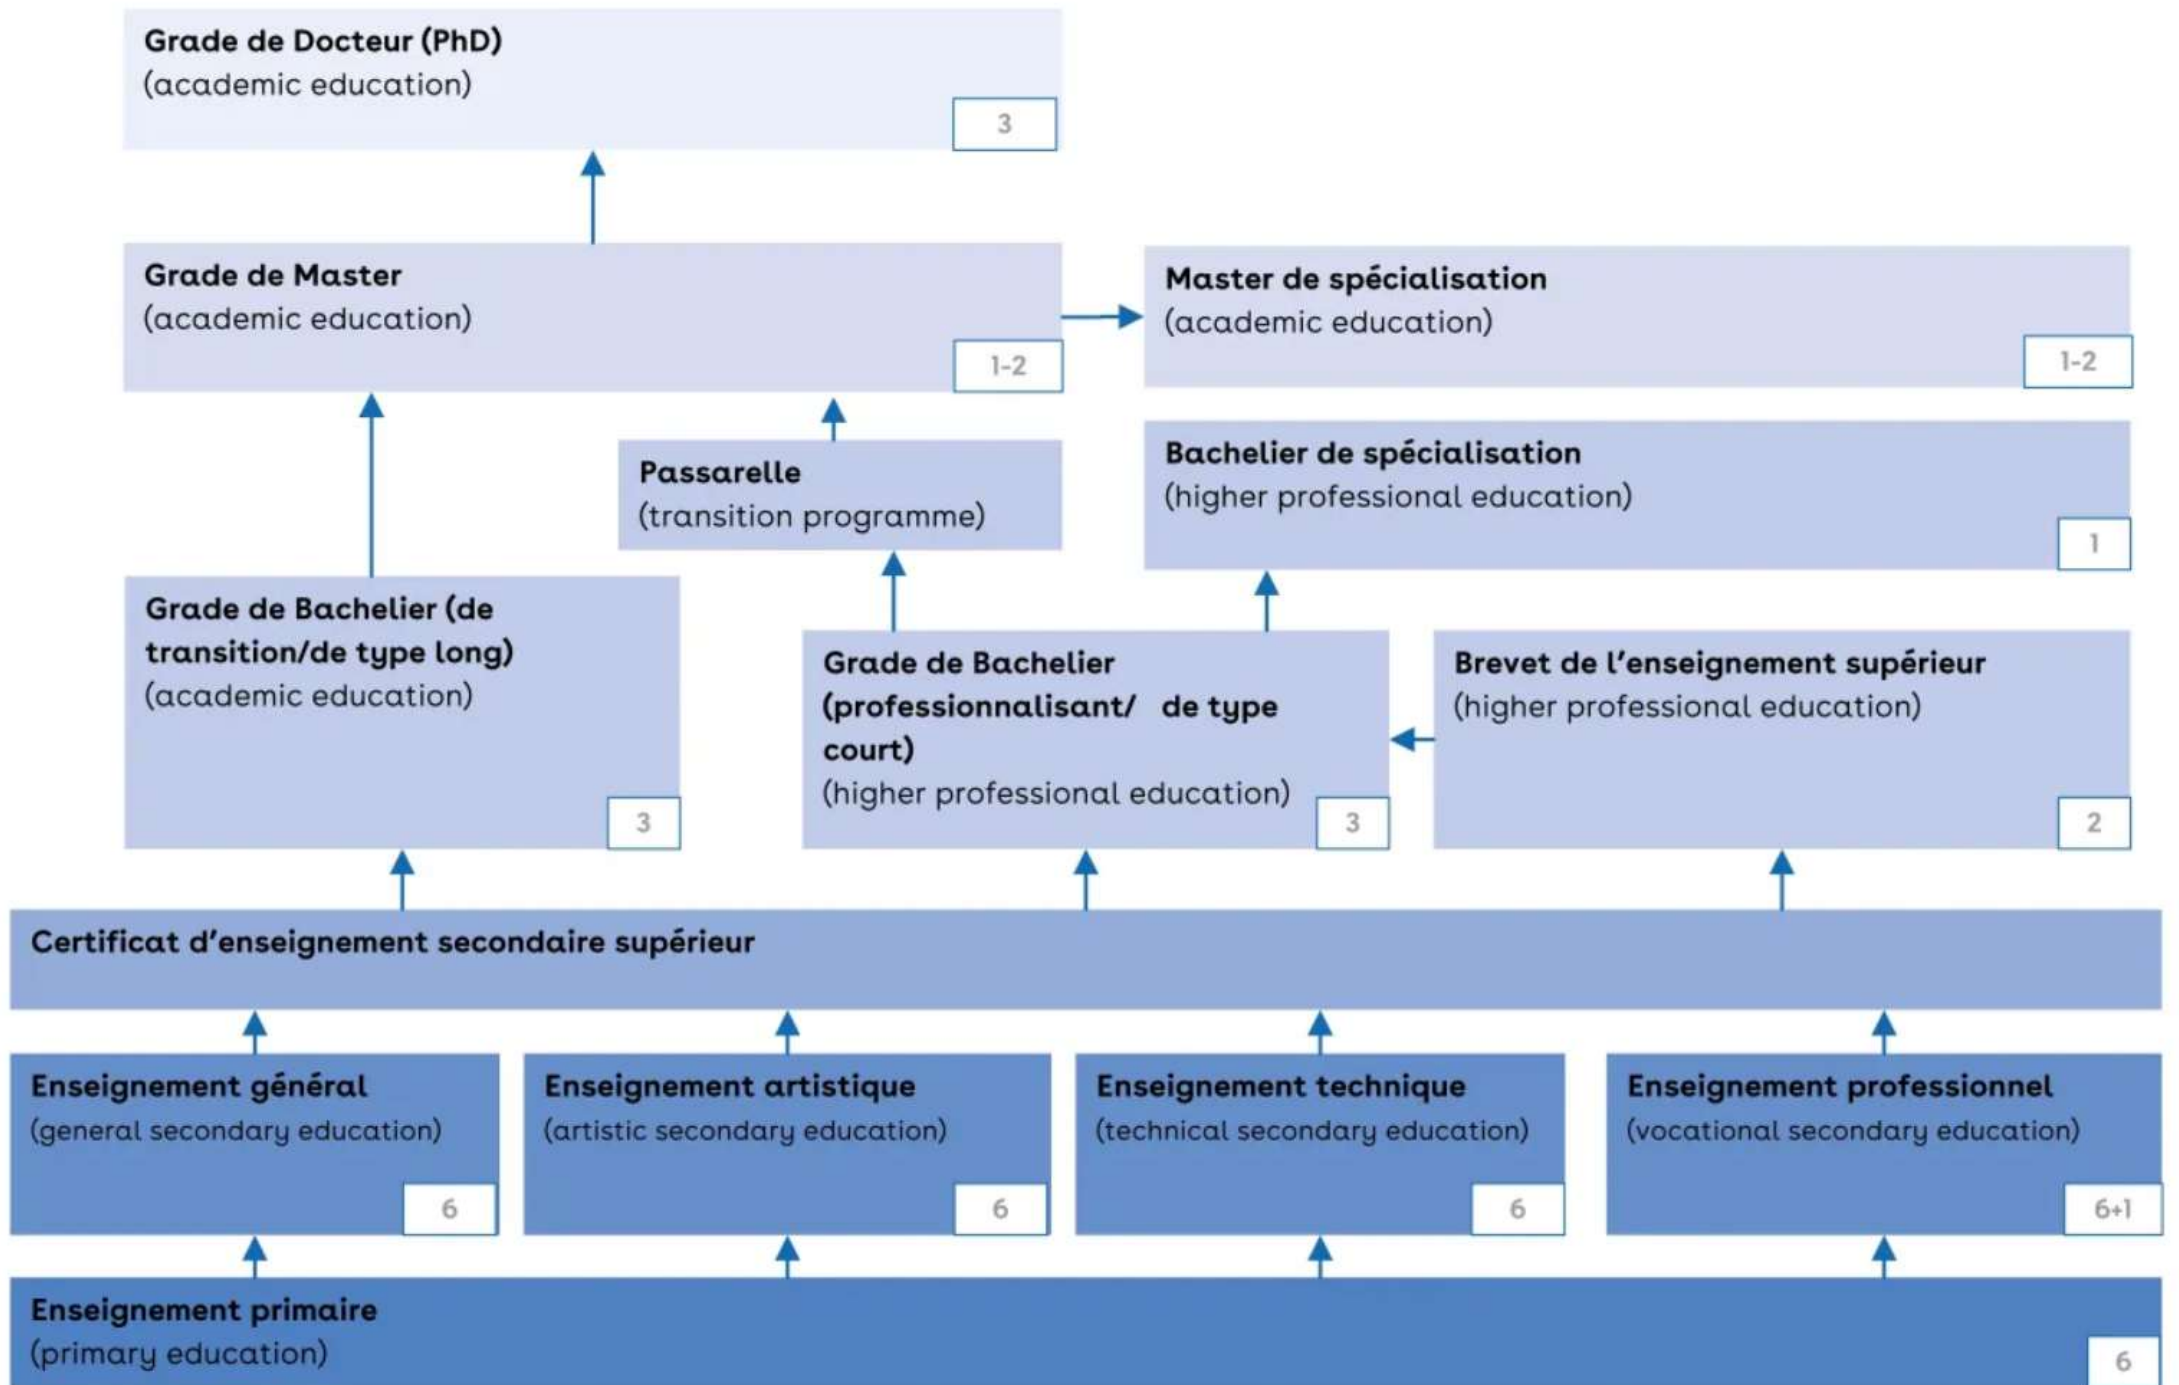 Grade de Docteur (PhD)
(academic education)
3
Grade de Master
(academic education)
1-2
Master de spécialisation
(academic education)
1-2
Passarelle
(transition programme)
Bachelier de spécialisation
(higher professional education)
1
Grade de Bachelier (de
transition/de type long)
(academic education)
3
Grade de Bachelier
(professionnalisant/ de type
court)
(higher professional education)
3
Brevet de l'enseignement supérieur
(higher professional education)
2
Certificat d'enseignement secondaire supérieur
Enseignement général
(general secondary education)
6
Enseignement artistique
(artistic secondary education)
6
Enseignement technique
(technical secondary education)
6
Enseignement professionnel
(vocational secondary education)
6+1
Enseignement primaire
(primary education)
6